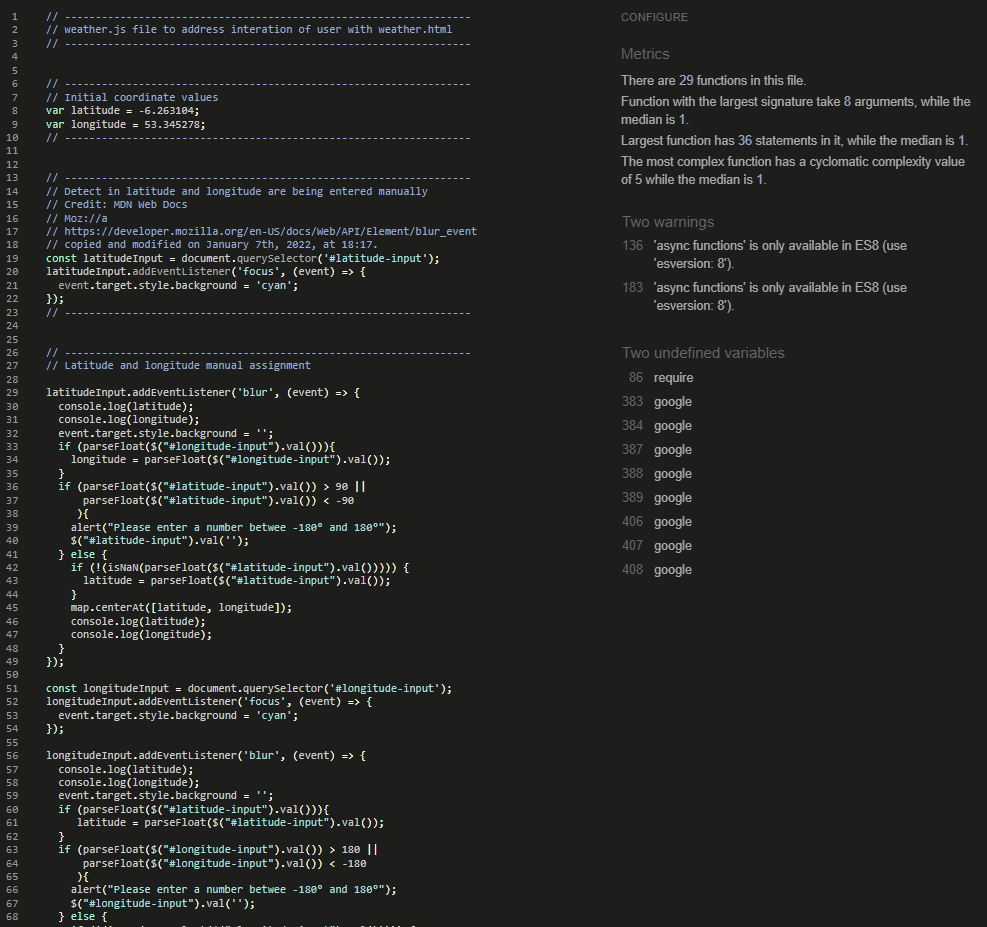 1 // ------------------------------------------------------------------
2 // weather.js file to address interation of user with weather.html
3 // ------------------------------------------------------------------
4
5
6 // ------------------------------------------------------------------
7 // Initial coordinate values
8 var latitude = -6.263104;
9 var longitude = 53.345278;
10 // ------------------------------------------------------------------
11
12
13 // ------------------------------------------------------------------
14 // Detect in latitude and longitude are being entered manually
15 // Credit: MDN Web Docs
16 // Moz://a
17 // https://developer.mozilla.org/en-US/docs/Web/API/Element/blur_event
18 // copied and modified on January 7th, 2022, at 18:17.
19 const latitudeInput = document.querySelector('#latitude-input');
20 latitudeInput.addEventListener('focus', (event) => {
21   event.target.style.background = 'cyan';
22 });
23 // ------------------------------------------------------------------
24
25
26 // ------------------------------------------------------------------
27 // Latitude and longitude manual assignment
28
29 latitudeInput.addEventListener('blur', (event) => {
30   console.log(latitude);
31   console.log(longitude);
32   event.target.style.background = '';
33   if (parseFloat($("#longitude-input").val())){
34     longitude = parseFloat($("#longitude-input").val());
35   }
36   if (parseFloat($("#latitude-input").val()) > 90 ||
37       parseFloat($("#latitude-input").val()) < -90
38      ){
39     alert("Please enter a number betwee -180º and 180º");
40     $("#latitude-input").val('');
41   } else {
42     if (!(isNaN(parseFloat($("#latitude-input").val())))) {
43       latitude = parseFloat($("#latitude-input").val());
44     }
45     map.centerAt([latitude, longitude]);
46     console.log(latitude);
47     console.log(longitude);
48   }
49 });
50
51 const longitudeInput = document.querySelector('#longitude-input');
52 longitudeInput.addEventListener('focus', (event) => {
53   event.target.style.background = 'cyan';
54 });
55
56 longitudeInput.addEventListener('blur', (event) => {
57   console.log(latitude);
58   console.log(longitude);
59   event.target.style.background = '';
60   if (parseFloat($("#latitude-input").val())){
61      latitude = parseFloat($("#latitude-input").val());
62   }
63   if (parseFloat($("#longitude-input").val()) > 180 ||
64       parseFloat($("#longitude-input").val()) < -180
65      ){
66     alert("Please enter a number betwee -180º and 180º");
67     $("#longitude-input").val('');
68   } else {
CONFIGURE
Metrics
There are 29 functions in this file.
Function with the largest signature take 8 arguments, while the
median is 1.
Largest function has 36 statements in it, while the median is 1.
The most complex function has a cyclomatic complexity value
of 5 while the median is 1.
Two warnings
136 'async functions' is only available in ES8 (use
'esversion: 8').
183 'async functions' is only available in ES8 (use
'esversion: 8').
Two undefined variables
86 require
383 google
384 google
387 google
388 google
389 google
406 google
407 google
408 google